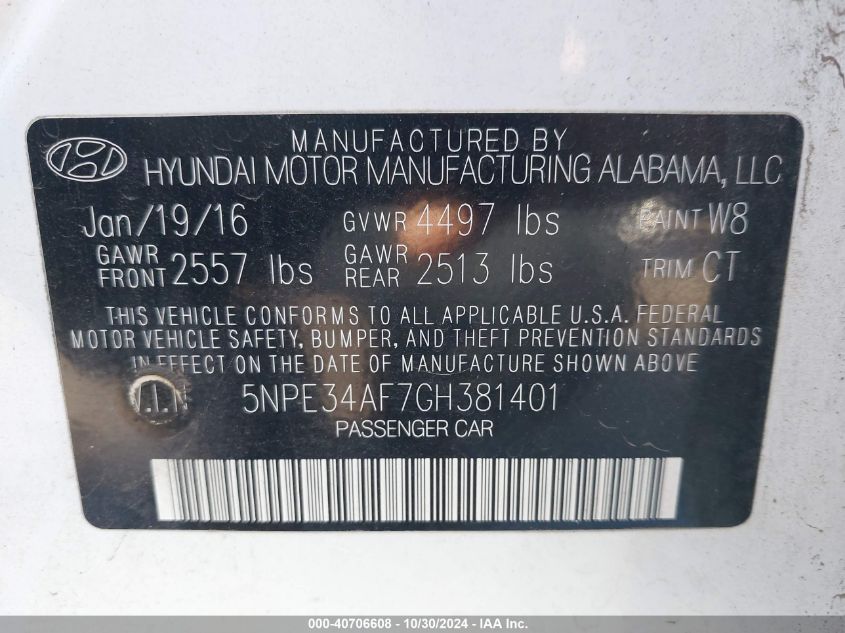 MANUFACTURED BY
HYUNDAI MOTOR MANUFACTURING ALABAMA, LLC
Jan/19/16 GVWR 4497 lbs PAINT W8
GAWR FRONT 2557 lbs GAWR REAR 2513 lbs TRIM CT
THIS VEHICLE CONFORMS TO ALL APPLICABLE U.S.A. FEDERAL
MOTOR VEHICLE SAFETY, BUMPER, AND THEFT PREVENTION STANDARDS
IN EFFECT ON THE DATE OF MANUFACTURE SHOWN ABOVE
V.I.N 5NPE34AF7GH381401
PASSENGER CAR
000-40706608 - 10/30/2024 - IAA Inc.